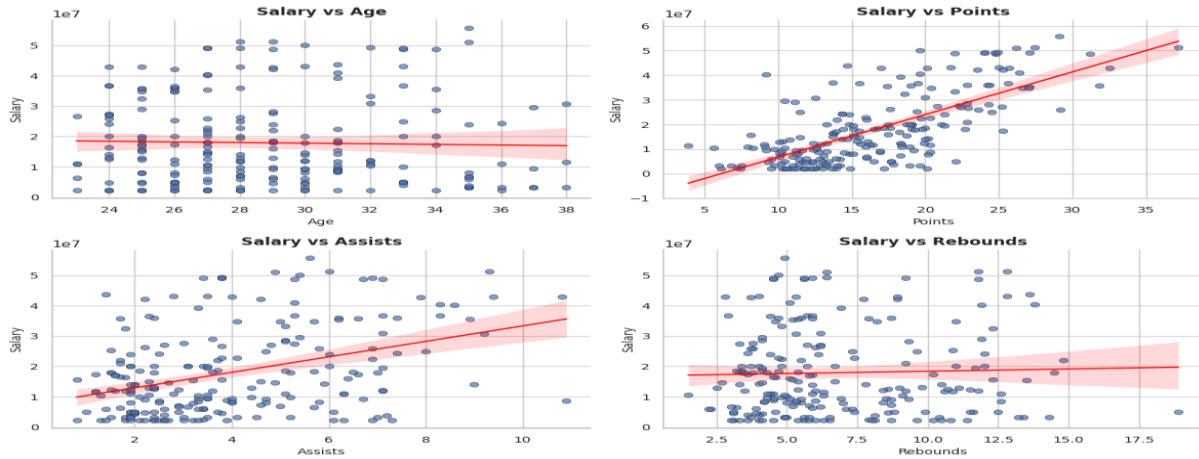 Salary vs Age
1e7
Salary
5
4
3
2
1
0
24 26 28 30 32 34 36 38
Age
Salary vs Points
1e7
Salary
6
5
4
3
2
1
0
−1
5 10 15 20 25 30 35
Points
Salary vs Assists
1e7
Salary
5
4
3
2
1
0
2 4 6 8 10
Assists
Salary vs Rebounds
1e7
Salary
5
4
3
2
1
0
2.5 5.0 7.5 10.0 12.5 15.0 17.5
Rebounds